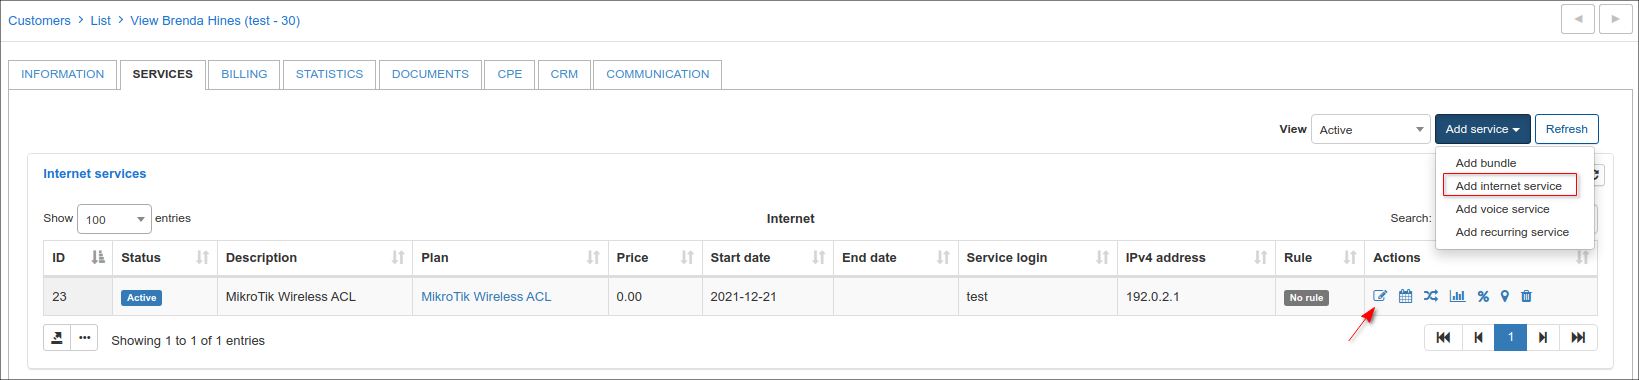 Customers > List > View Brenda Hines (test - 30)
INFORMATION SERVICES BILLING STATISTICS DOCUMENTS CPE CRM COMMUNICATION
View Active Add service Refresh
Add bundle
Add internet service
Add voice service
Add recurring service
Internet services
Show 100 entries Internet Search:
ID Status Description Plan Price Start date End date Service login IPv4 address Rule Actions
23 Active MikroTik Wireless ACL MikroTik Wireless ACL 0.00 2021-12-21 test 192.0.2.1 No rule
Showing 1 to 1 of 1 entries 1